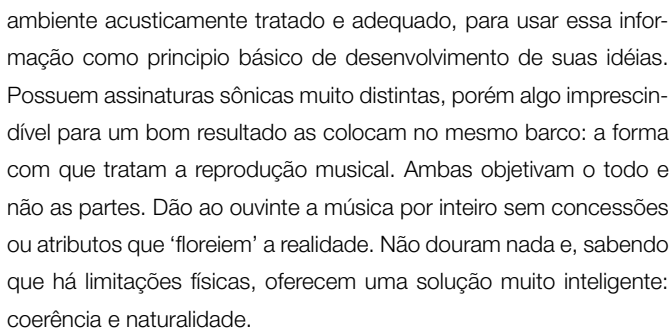 ambiente acusticamente tratado e adequado, para usar essa infor-
mação como principio básico de desenvolvimento de suas idéias.
Possuem assinaturas sônicas muito distintas, porém algo imprescin-
dível para um bom resultado as colocam no mesmo barco: a forma
com que tratam a reprodução musical. Ambas objetivam o todo e
não as partes. Dão ao ouvinte a música por inteiro sem concessões
ou atributos que ‘floreiem’ a realidade. Não douram nada e, sabendo
que há limitações físicas, oferecem uma solução muito inteligente:
coerência e naturalidade.